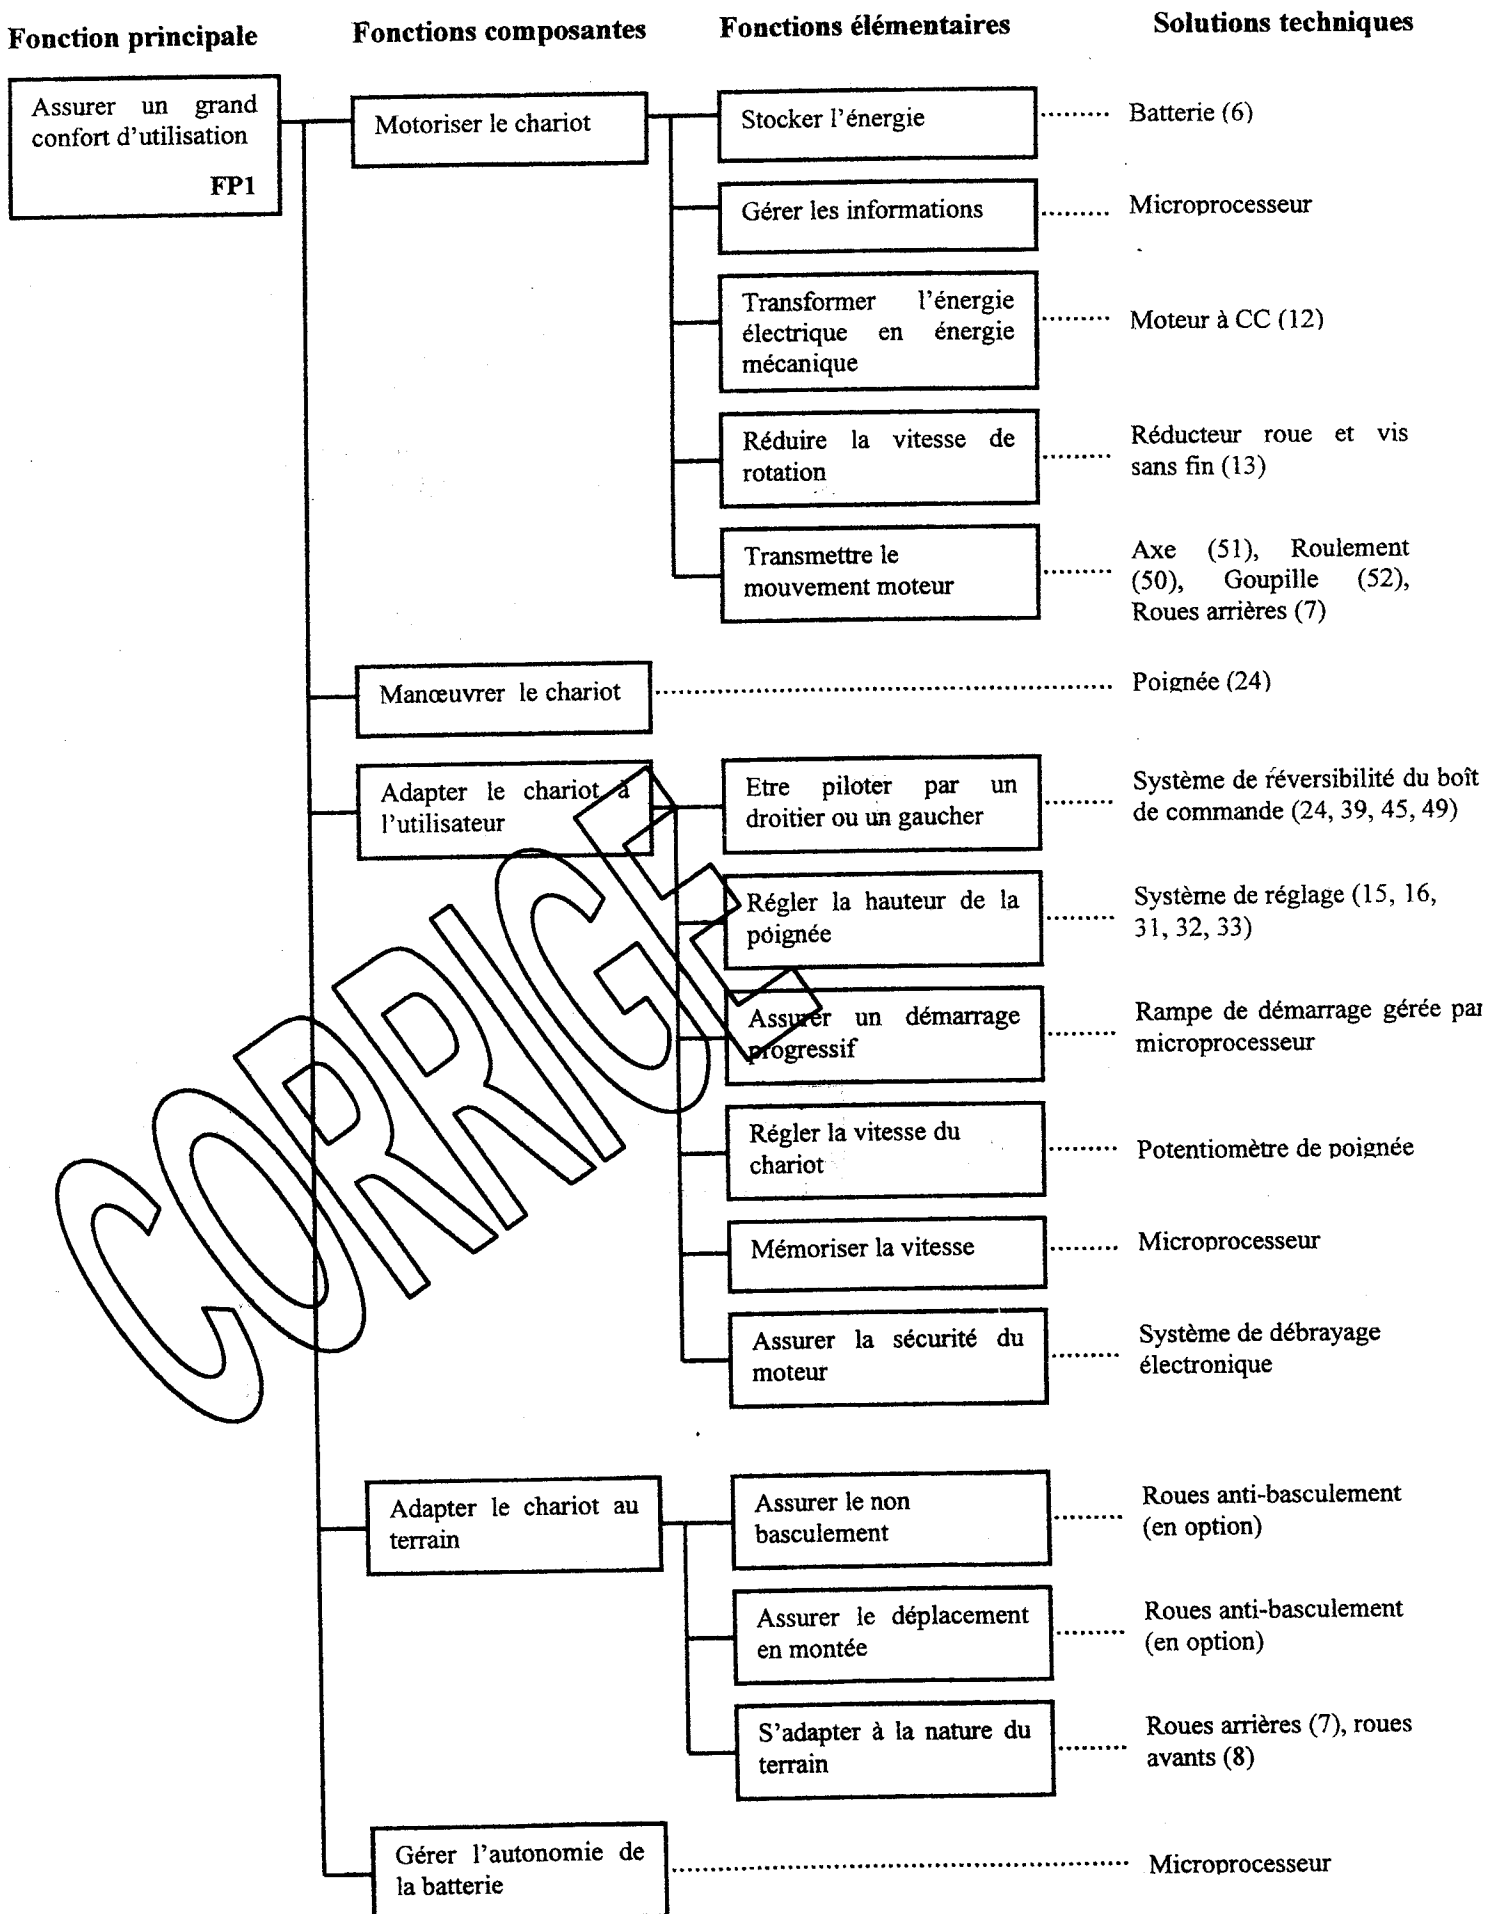 Fonction principale
Fonctions composantes
Fonctions élémentaires
Solutions techniques
Assurer un grand
confort d'utilisation
FP1
Motoriser le chariot
Stocker l'énergie
Batterie (6)
Gérer les informations
Microprocesseur
Transformer l'énergie
électrique en énergie
mécanique
Moteur à CC (12)
Réduire la vitesse de
rotation
Réducteur roue et vis
sans fin (13)
Transmettre le
mouvement moteur
Axe (51), Roulement
(50), Goupille (52),
Roues arrières (7)
Manœuvrer le chariot
Poignée (24)
Adapter le chariot à
l'utilisateur
Etre piloter par un
droitier ou un gaucher
Système de réversibilité du boît
de commande (24, 39, 45, 49)
Régler la hauteur de la
poignée
Système de réglage (15, 16,
31, 32, 33)
Assurer un démarrage
progressif
Rampe de démarrage gérée par
microprocesseur
Régler la vitesse du
chariot
Potentiomètre de poignée
Mémoriser la vitesse
Microprocesseur
Assurer la sécurité du
moteur
Système de débrayage
électronique
CORRIGE
Adapter le chariot au
terrain
Assurer le non
basculement
Roues anti-basculement
(en option)
Assurer le déplacement
en montée
Roues anti-basculement
(en option)
S'adapter à la nature du
terrain
Roues arrières (7), roues
avants (8)
Gérer l'autonomie de
la batterie
Microprocesseur